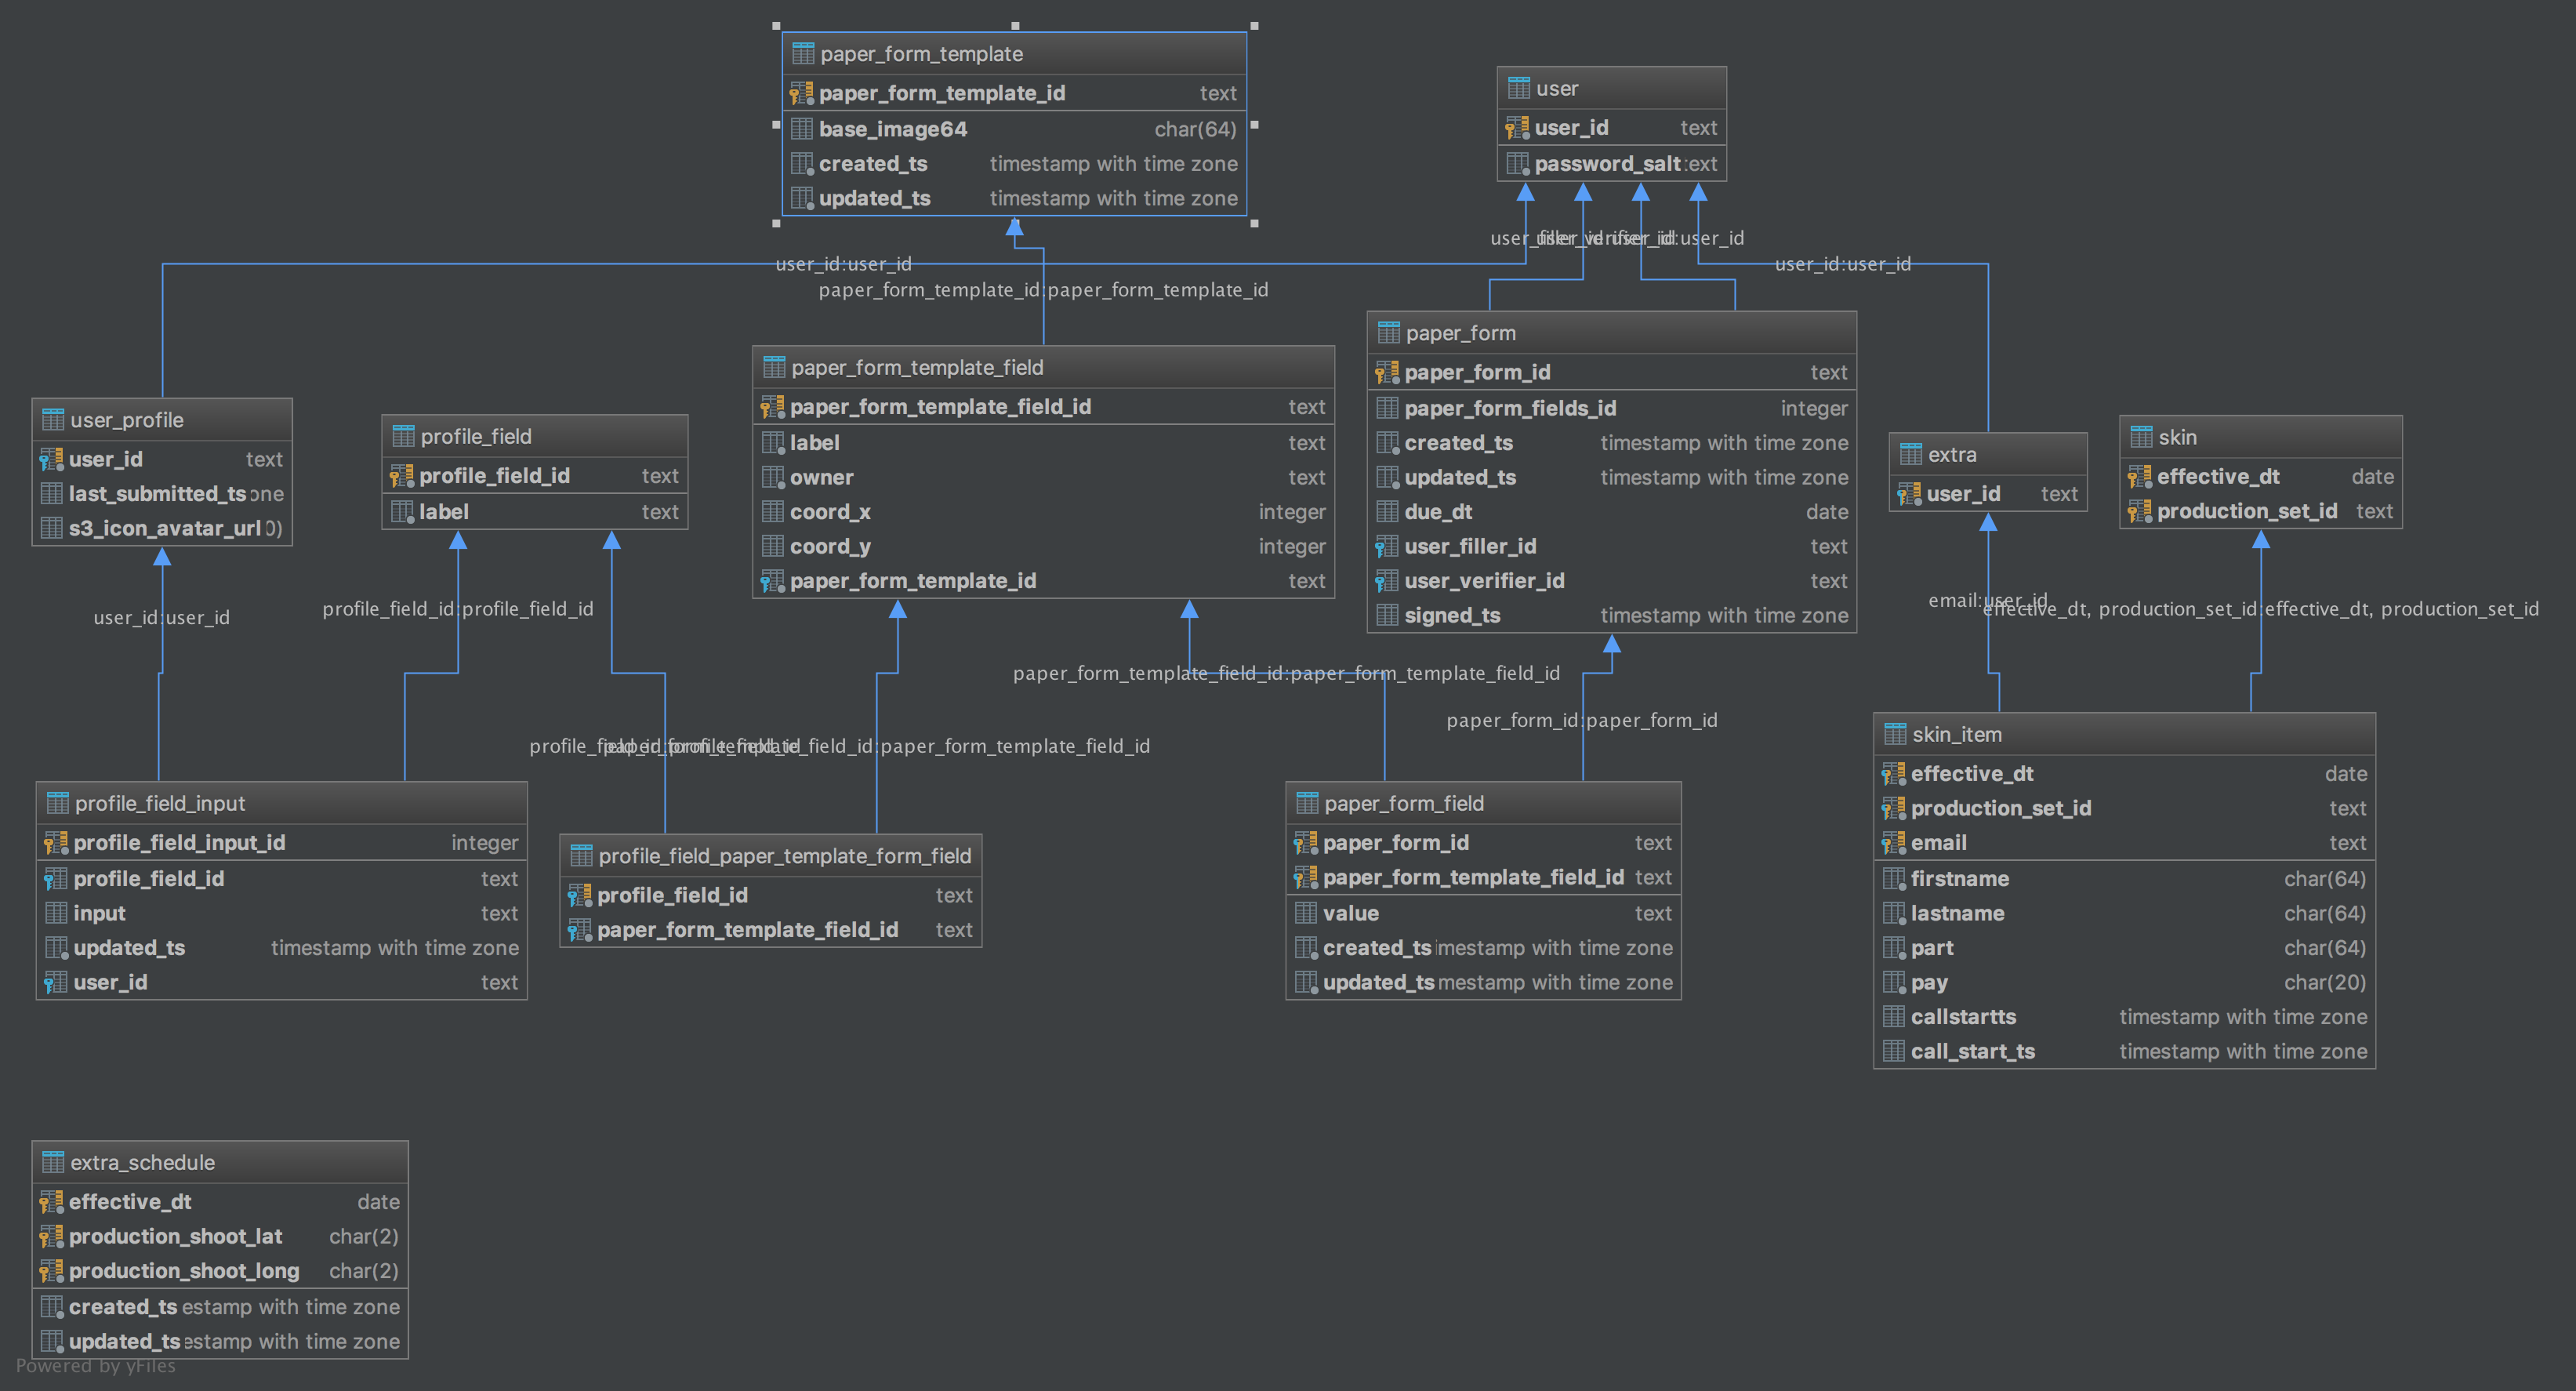 paper_form_template
paper_form_template_id text
base_image64 char(64)
created_ts timestamp with time zone
updated_ts timestamp with time zone
user
user_id text
password_salt :ext
user_id:user_id
user_id:user_id
paper_form_template_id:paper_form_template_id
user_profile
user_id text
last_submitted_ts one
s3_icon_avatar_url 0)
profile_field
profile_field_id text
label text
paper_form_template_field
paper_form_template_field_id text
label text
owner text
coord_x integer
coord_y integer
paper_form_template_id text
paper_form
paper_form_id text
paper_form_fields_id integer
created_ts timestamp with time zone
updated_ts timestamp with time zone
due_dt date
user_filler_id text
user_verifier_id text
signed_ts timestamp with time zone
extra
user_id text
skin
effective_dt date
production_set_id text
user_id:user_id
profile_field_id:profile_field_id
email:user_id
effective_dt, production_set_id:effective_dt, production_set_id
paper_form_template_field_id:paper_form_template_field_id
paper_form_id:paper_form_id
profile_field_input
profile_field_input_id integer
profile_field_id text
input text
updated_ts timestamp with time zone
user_id text
profile_field_paper_template_form_field
profile_field_id text
paper_form_template_field_id text
paper_form_field
paper_form_id text
paper_form_template_field_id text
value text
created_ts imestamp with time zone
updated_ts mestamp with time zone
skin_item
effective_dt date
production_set_id text
email text
firstname char(64)
lastname char(64)
part char(64)
pay char(20)
callstartts timestamp with time zone
call_start_ts timestamp with time zone
extra_schedule
effective_dt date
production_shoot_lat char(2)
production_shoot_long char(2)
created_ts estamp with time zone
updated_ts estamp with time zone
Powered by yFiles